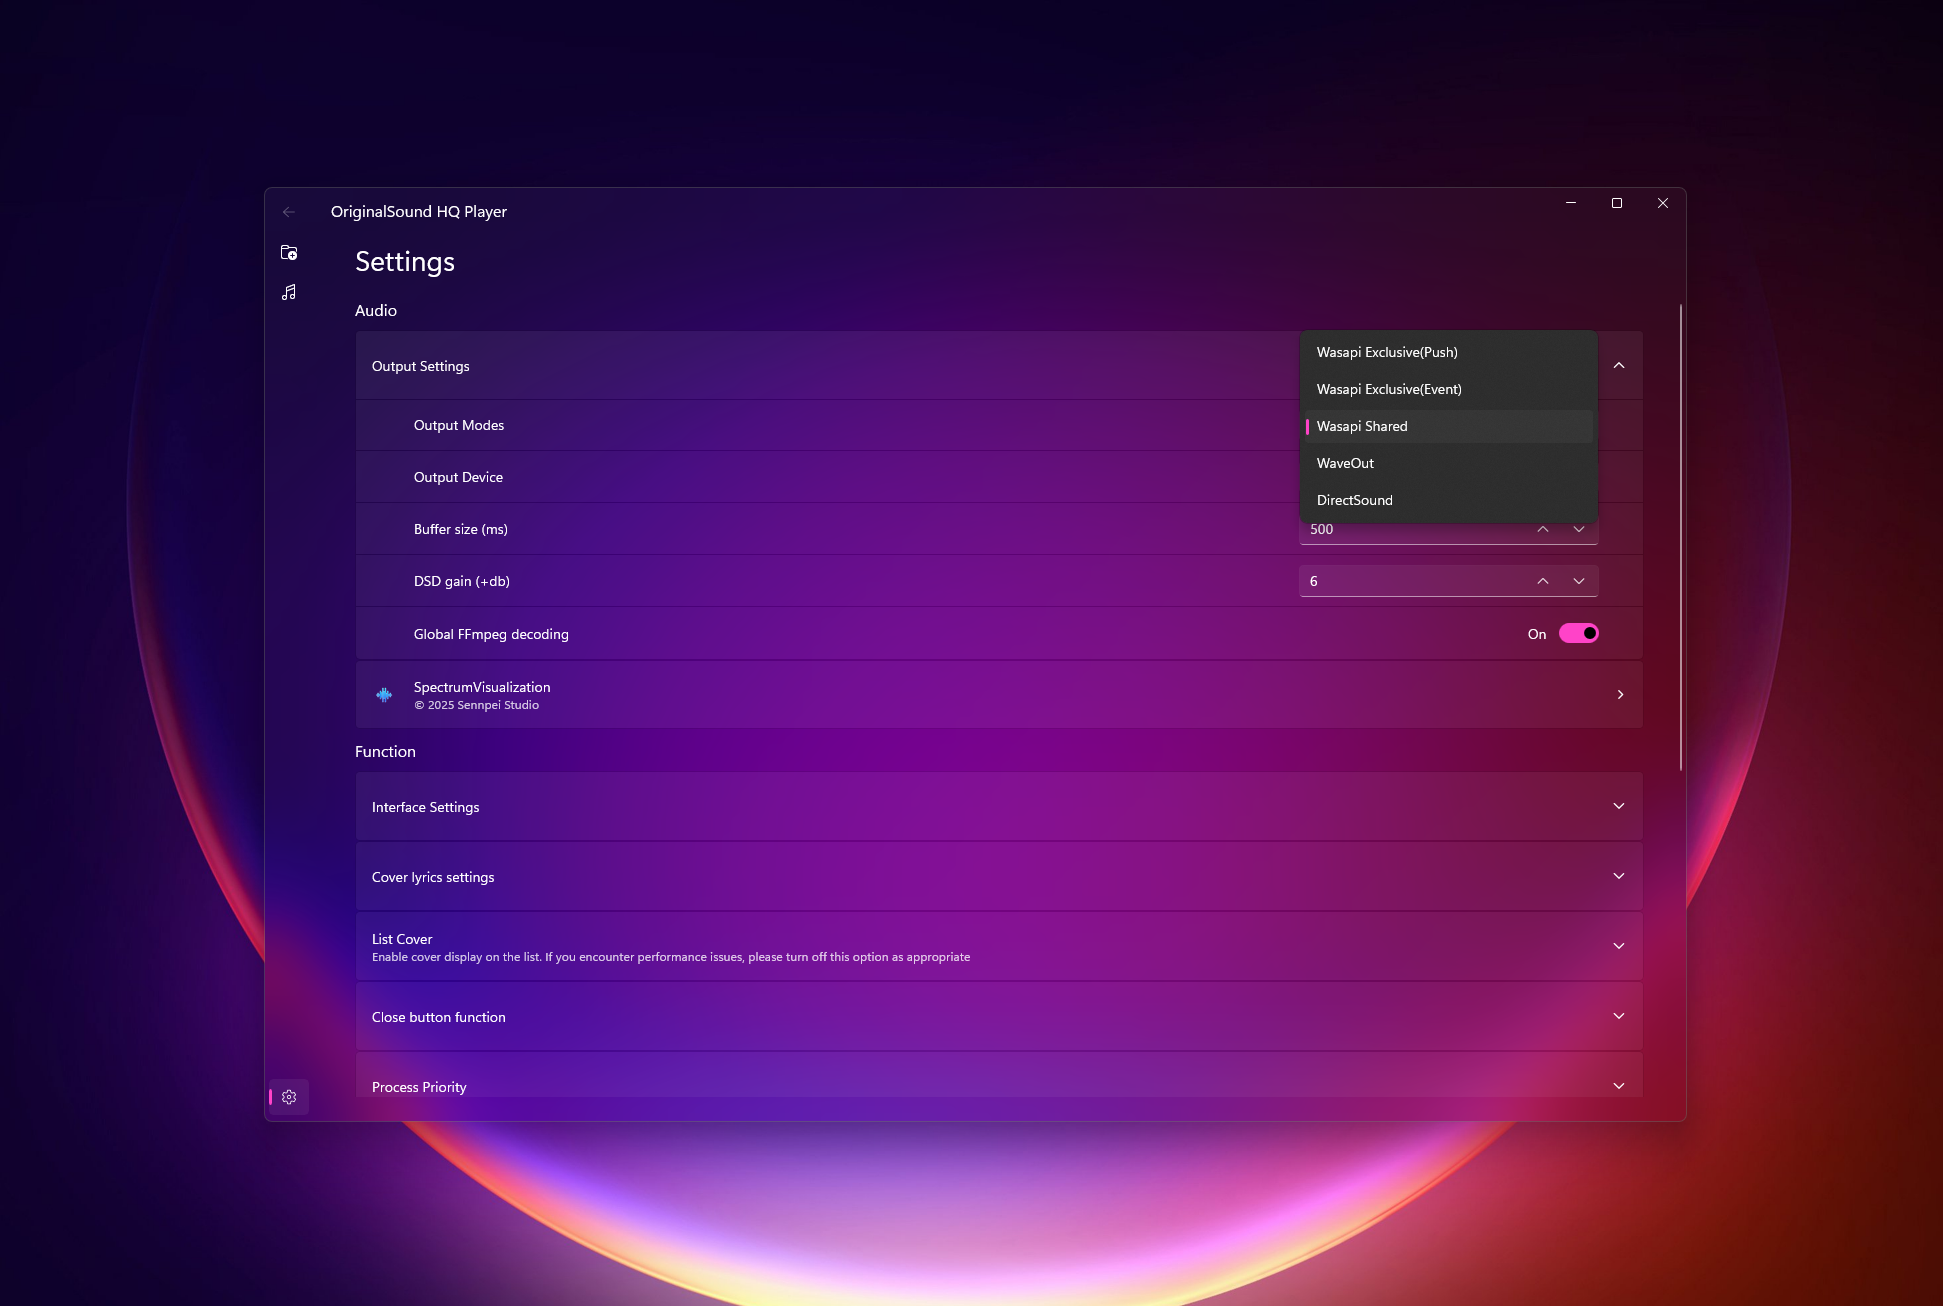 OriginalSound HQ Player
Settings
Audio
Output Settings
Wasapi Exclusive(Push)
Wasapi Exclusive(Event)
Output Modes
Wasapi Shared
WaveOut
Output Device
DirectSound
Buffer size (ms)
500
DSD gain (+db)
6
Global FFmpeg decoding
On
SpectrumVisualization
© 2025 Sennpei Studio
Function
Interface Settings
Cover lyrics settings
List Cover
Enable cover display on the list. If you encounter performance issues, please turn off this option as appropriate
Close button function
Process Priority